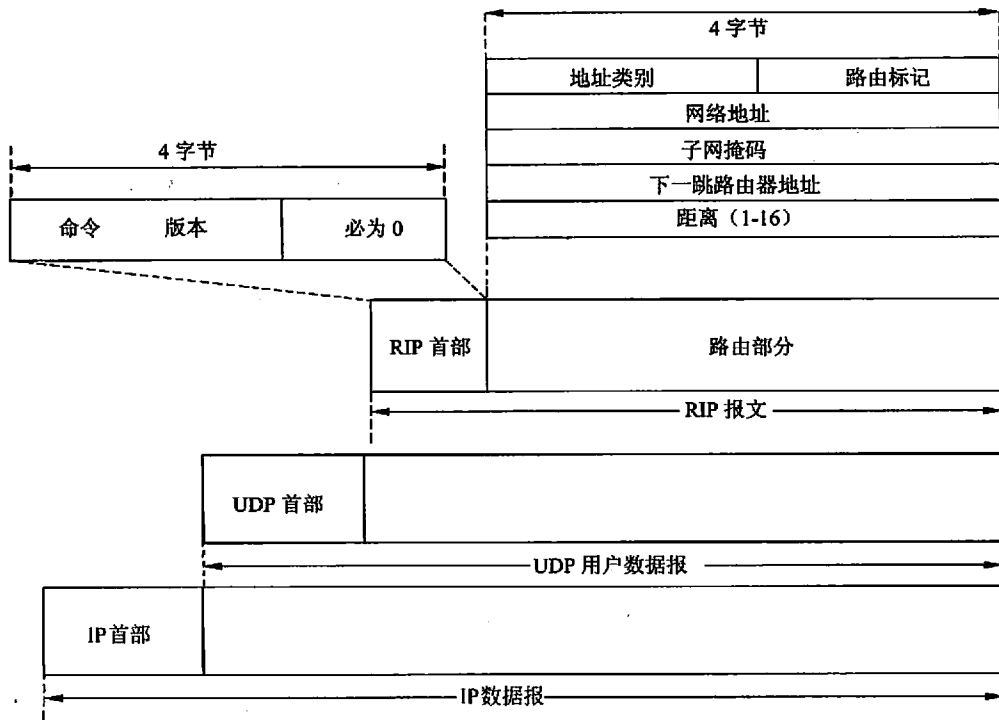 4 字节
地址类别 路由标记
网络地址
子网掩码
下一跳路由器地址
距离（1-16）
4 字节
命令 版本 必为 0
RIP 首部 路由部分
RIP 报文
UDP 首部
UDP 用户数据报
IP首部
IP数据报